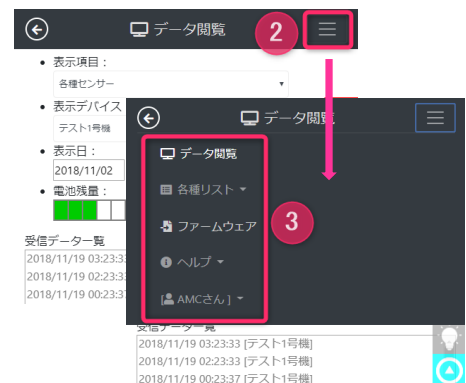 データ閲覧
2
• 表示項目：
各種センサー
• 表示デバイス
テスト1号機
• 表示日：
2018/11/02
• 電池残量：
受信データ一覧
2018/11/19 03:23:33
2018/11/19 02:23:33
2018/11/19 00:23:37
データ閲覧
データ閲覧
各種リスト
ファームウェア
3
ヘルプ
[AMCさん]
受信データ一覧
2018/11/19 03:23:33 [テスト1号機]
2018/11/19 02:23:33 [テスト1号機]
2018/11/19 00:23:37 [テスト1号機]